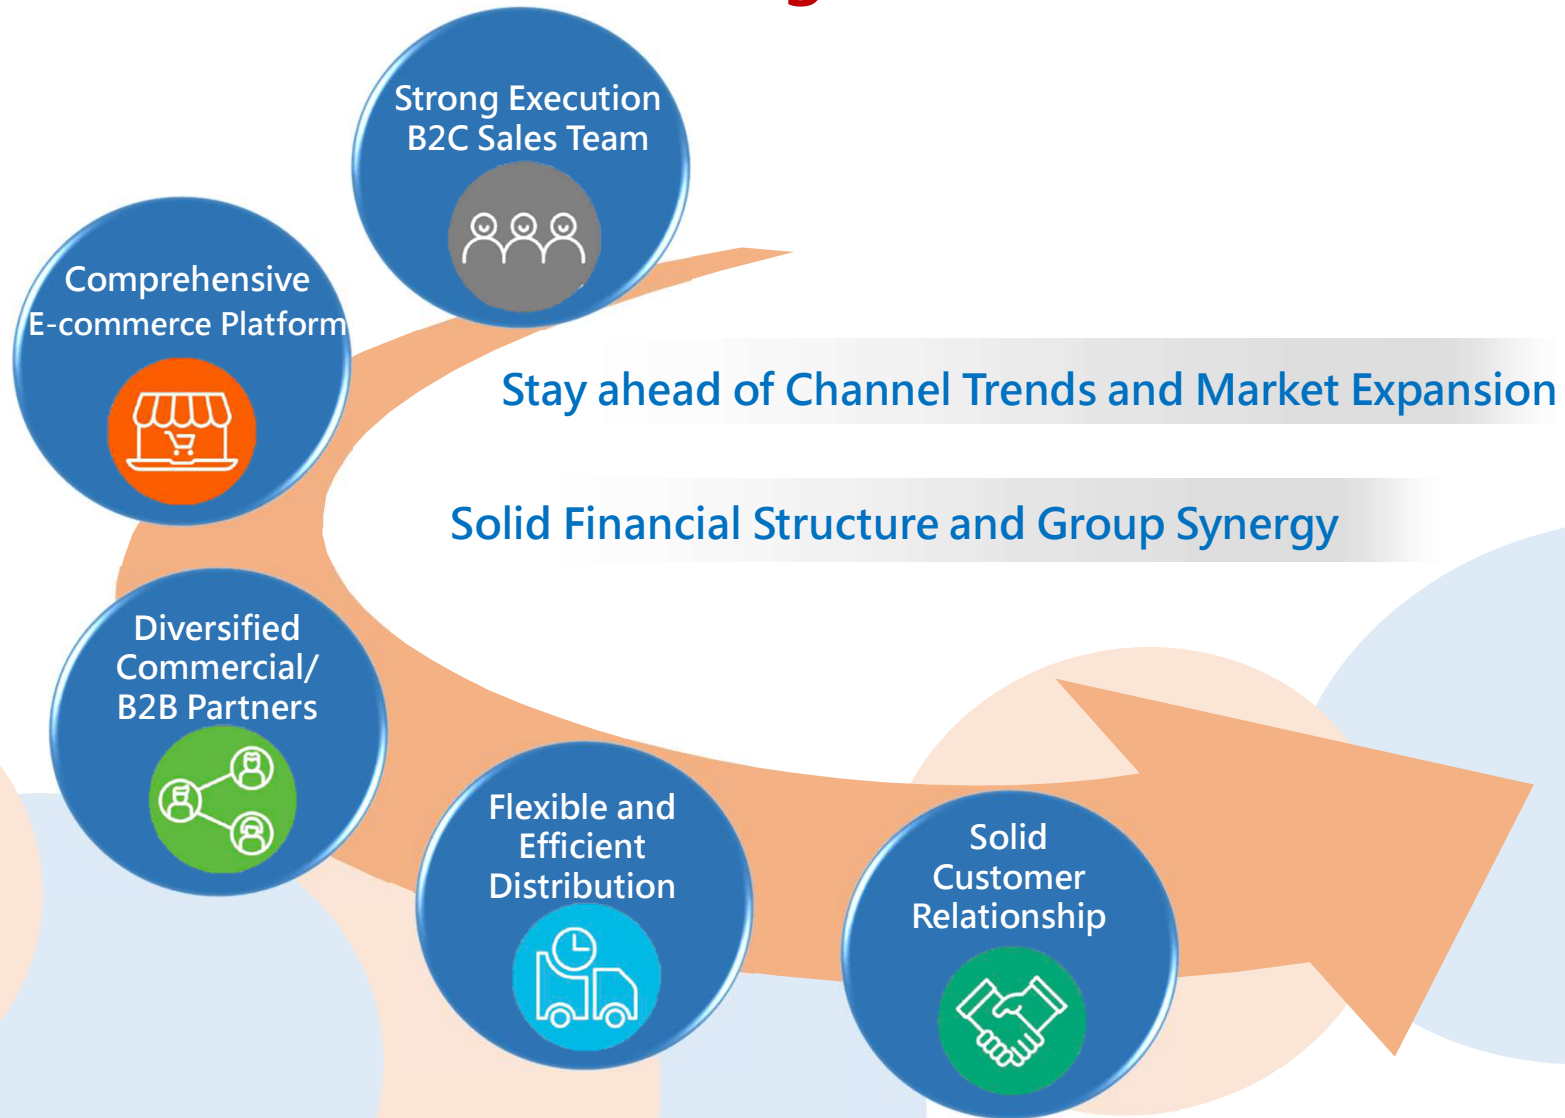 Strong Execution
B2C Sales Team
Comprehensive
E-commerce Platform
Stay ahead of Channel Trends and Market Expansion
Solid Financial Structure and Group Synergy
Diversified
Commercial/
B2B Partners
Flexible and
Efficient
Distribution
Solid
Customer
Relationship